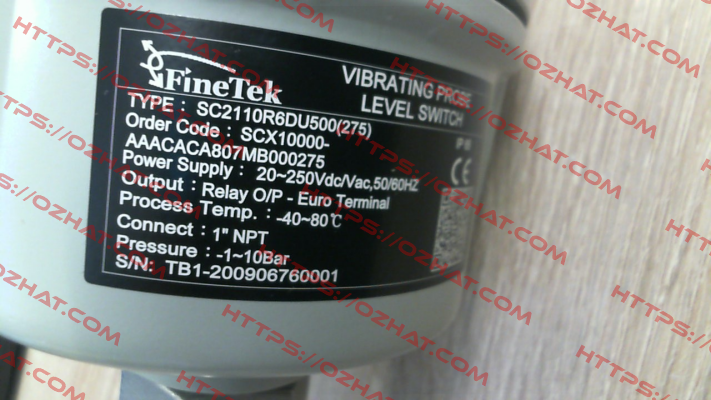 FineTek
VIBRATING PROBE
LEVEL SWITCH
TYPE : SC2110R6DU500(275)
Order Code : SCX10000-
AAACACA807MB000275
Power Supply : 20~250Vdc/Vac,50/60HZ
Output : Relay O/P - Euro Terminal
Process Temp. : -40~80℃
Connect : 1" NPT
Pressure : -1~10Bar
S/N: TB1-200906760001
CE
HTTPS://OZHAT.COM